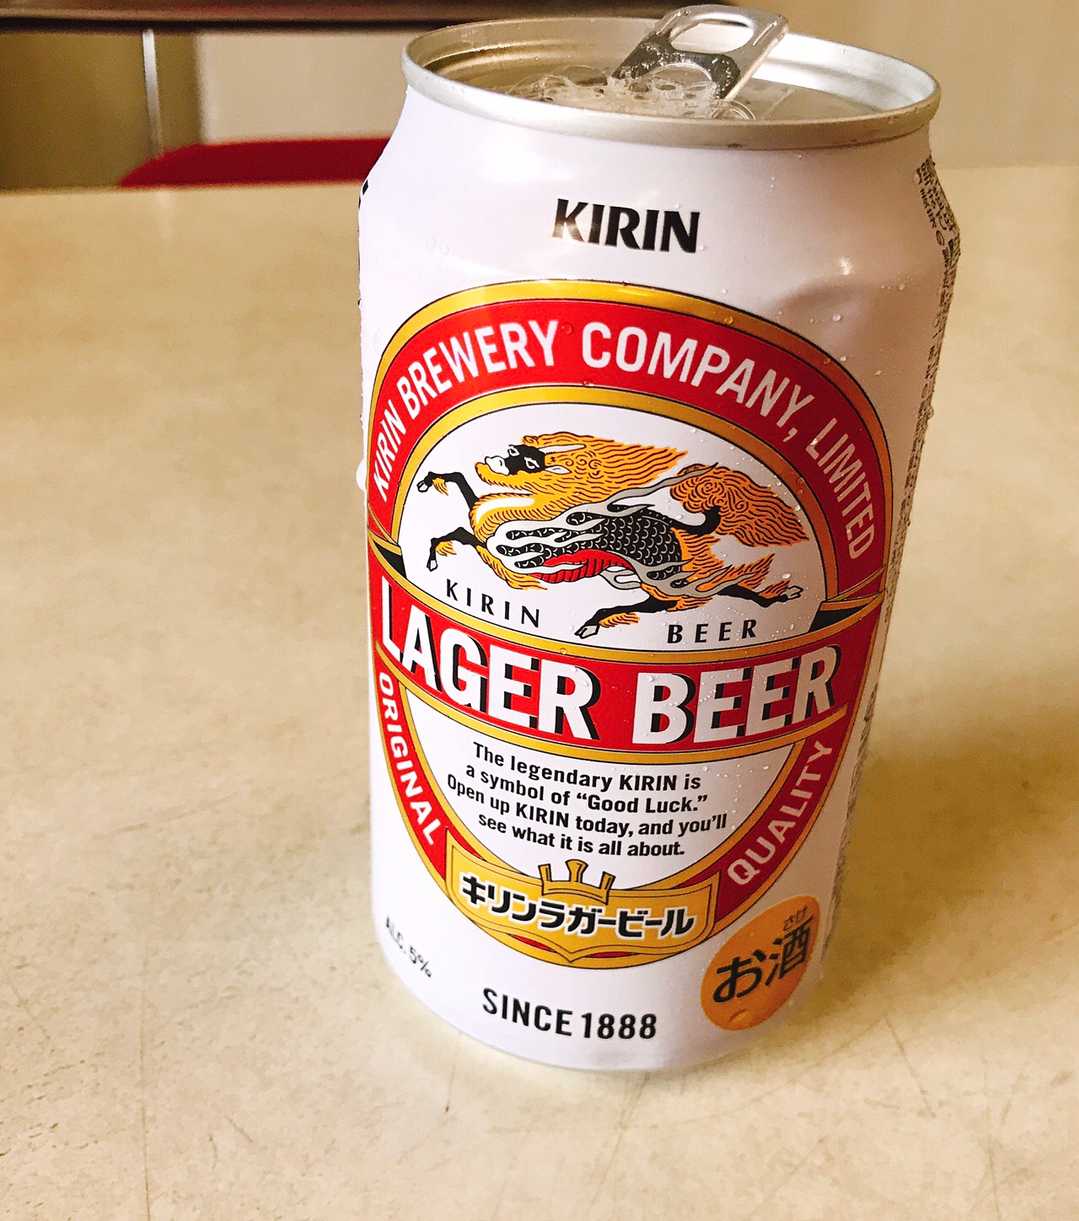 KIRIN
KIRIN BREWERY COMPANY, LIMITED
KIRIN BEER
LAGER BEER
ORIGINAL QUALITY
The legendary KIRIN is
a symbol of “Good Luck.”
Open up KIRIN today, and you’ll
see what it is all about.
キリンラガービール
さけ
お酒
ALC. 5%
SINCE 1888